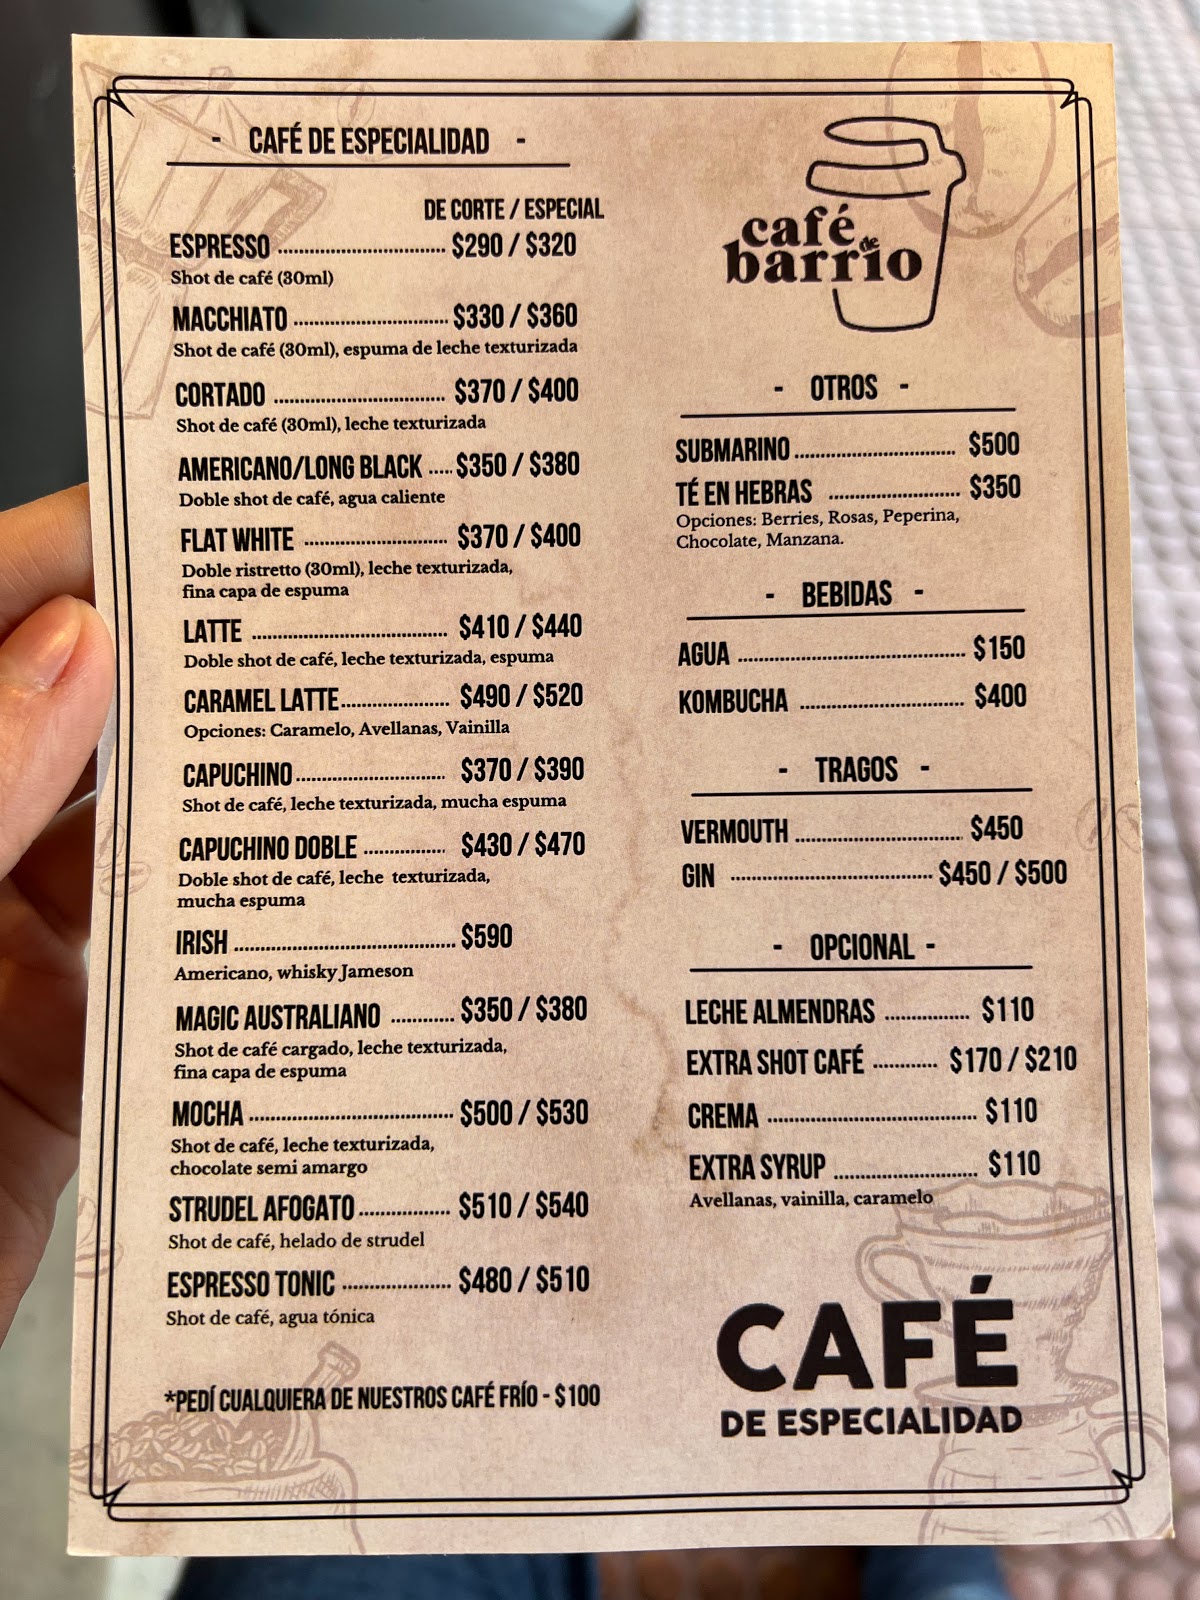 - CAFÉ DE ESPECIALIDAD -
DE CORTE / ESPECIAL
ESPRESSO ........ $290 / $320
Shot de café (30ml)
MACCHIATO ........ $330 / $360
Shot de café (30ml), espuma de leche texturizada
CORTADO ........ $370 / $400
Shot de café (30ml), leche texturizada
AMERICANO/LONG BLACK ..... $350 / $380
Doble shot de café, agua caliente
FLAT WHITE ........ $370 / $400
Doble ristretto (30ml), leche texturizada,
fina capa de espuma
LATTE ........ $410 / $440
Doble shot de café, leche texturizada, espuma
CARAMEL LATTE ........ $490 / $520
Opciones: Caramelo, Avellanas, Vainilla
CAPUCHINO ........ $370 / $390
Shot de café, leche texturizada, mucha espuma
CAPUCHINO DOBLE ........ $430 / $470
Doble shot de café, leche texturizada,
mucha espuma
IRISH ........ $590
Americano, whisky Jameson
MAGIC AUSTRALIANO ........ $350 / $380
Shot de café cargado, leche texturizada,
fina capa de espuma
MOCHA ........ $500 / $530
Shot de café, leche texturizada,
chocolate semi amargo
STRUDEL AFOGATO ........ $510 / $540
Shot de café, helado de strudel
ESPRESSO TONIC ........ $480 / $510
Shot de café, agua tónica
*PEDÍ CUALQUIERA DE NUESTROS CAFÉ FRÍO - $100
café de
barrio
- OTROS -
SUBMARINO ........ $500
TÉ EN HEBRAS ........ $350
Opciones: Berries, Rosas, Peperina,
Chocolate, Manzana.
- BEBIDAS -
AGUA ........ $150
KOMBUCHA ........ $400
- TRAGOS -
VERMOUTH ........ $450
GIN ........ $450 / $500
- OPCIONAL -
LECHE ALMENDRAS ........ $110
EXTRA SHOT CAFÉ ........ $170 / $210
CREMA ........ $110
EXTRA SYRUP ........ $110
Avellanas, vainilla, caramelo
CAFÉ
DE ESPECIALIDAD